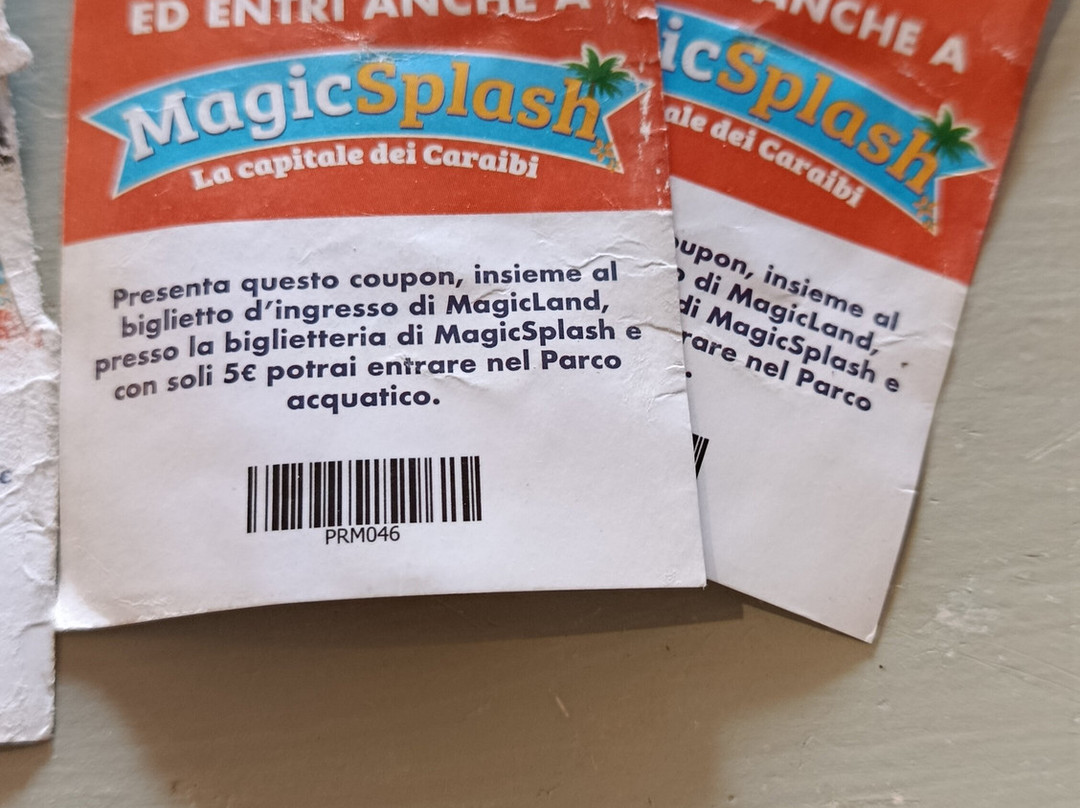 ED ENTRI ANCHE A
MagicSplash
La capitale dei Caraibi
Presenta questo coupon, insieme al
biglietto d'ingresso di MagicLand,
presso la biglietteria di MagicSplash e
con soli 5€ potrai entrare nel Parco
acquatico.
PRM046
ANCHE A
icSplash
ale dei Caraibi
oupon, insieme al
di MagicLand,
di MagicSplash e
rare nel Parco
€